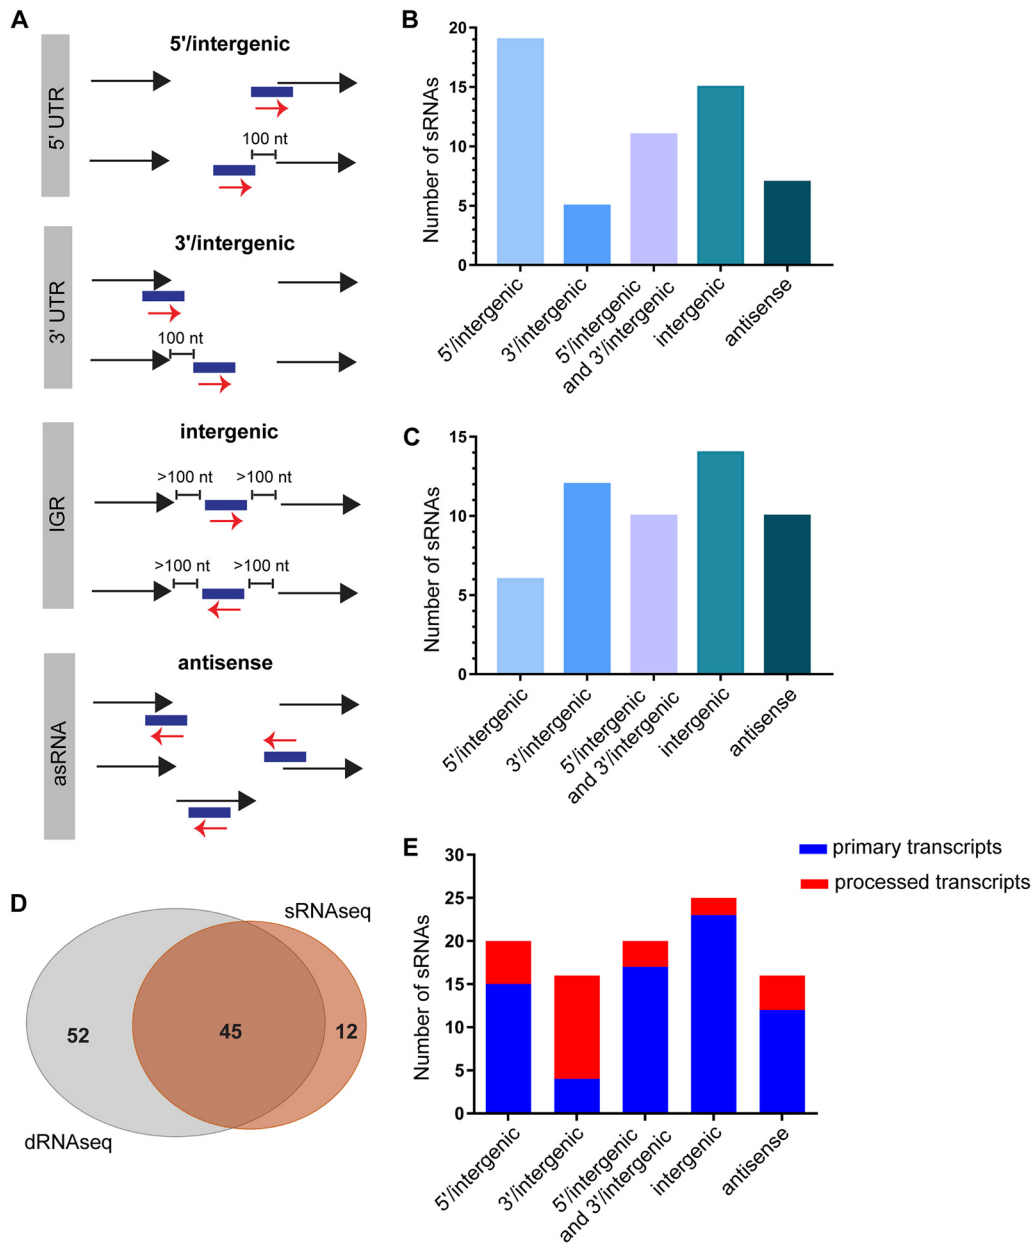 A
5' UTR
5'/intergenic
100 nt
3' UTR
3'/intergenic
100 nt
IGR
intergenic
>100 nt >100 nt
>100 nt >100 nt
asRNA
antisense
B
Number of sRNAs
20
15
10
5
0
5'/intergenic
3'/intergenic
5'/intergenic
and 3'/intergenic
intergenic
antisense
C
Number of sRNAs
15
10
5
0
5'/intergenic
3'/intergenic
5'/intergenic
and 3'/intergenic
intergenic
antisense
D
sRNAseq
52
45
12
dRNAseq
E
primary transcripts
processed transcripts
Number of sRNAs
30
25
20
15
10
5
0
5'/intergenic
3'/intergenic
5'/intergenic
and 3'/intergenic
intergenic
antisense